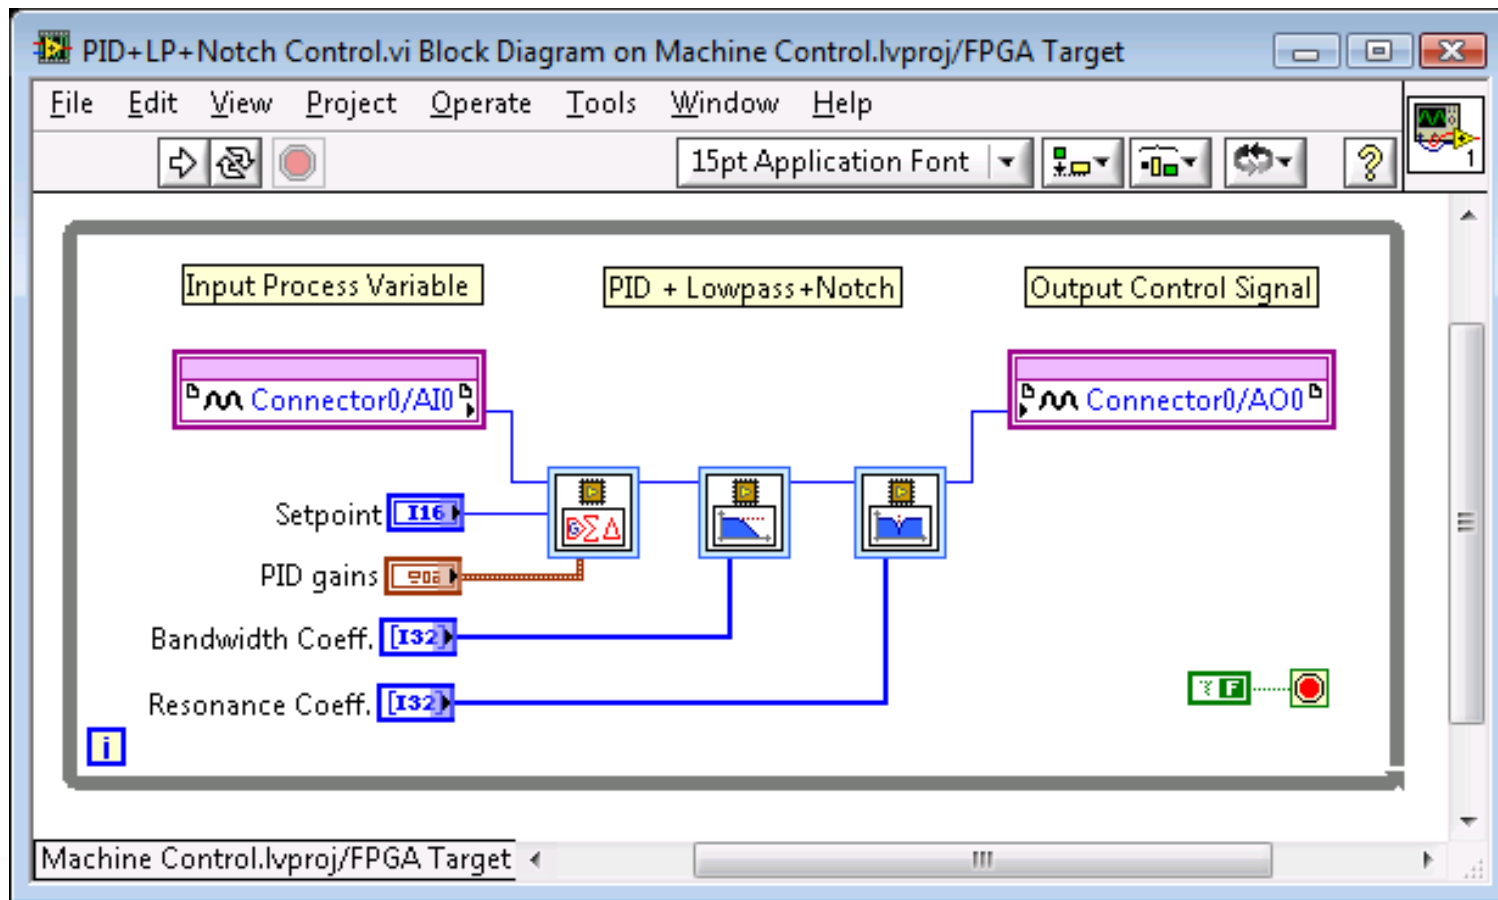 PID+LP+Notch Control.vi Block Diagram on Machine Control.lvproj/FPGA Target
File Edit View Project Operate Tools Window Help
15pt Application Font
?
1
Input Process Variable
PID + Lowpass+Notch
Output Control Signal
Connector0/AI0
Connector0/AO0
Setpoint I16
PID gains
Bandwidth Coeff. [I32]
Resonance Coeff. [I32]
F
i
Machine Control.lvproj/FPGA Target